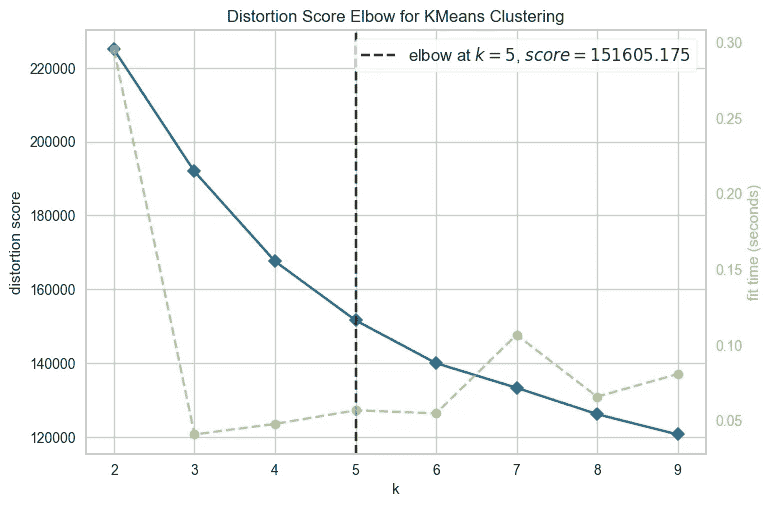 Distortion Score Elbow for KMeans Clustering
elbow at k = 5, score = 151605.175
distortion score
220000
200000
180000
160000
140000
120000
0.30
0.25
0.20
0.15
0.10
0.05
fit time (seconds)
2 3 4 5 6 7 8 9
k